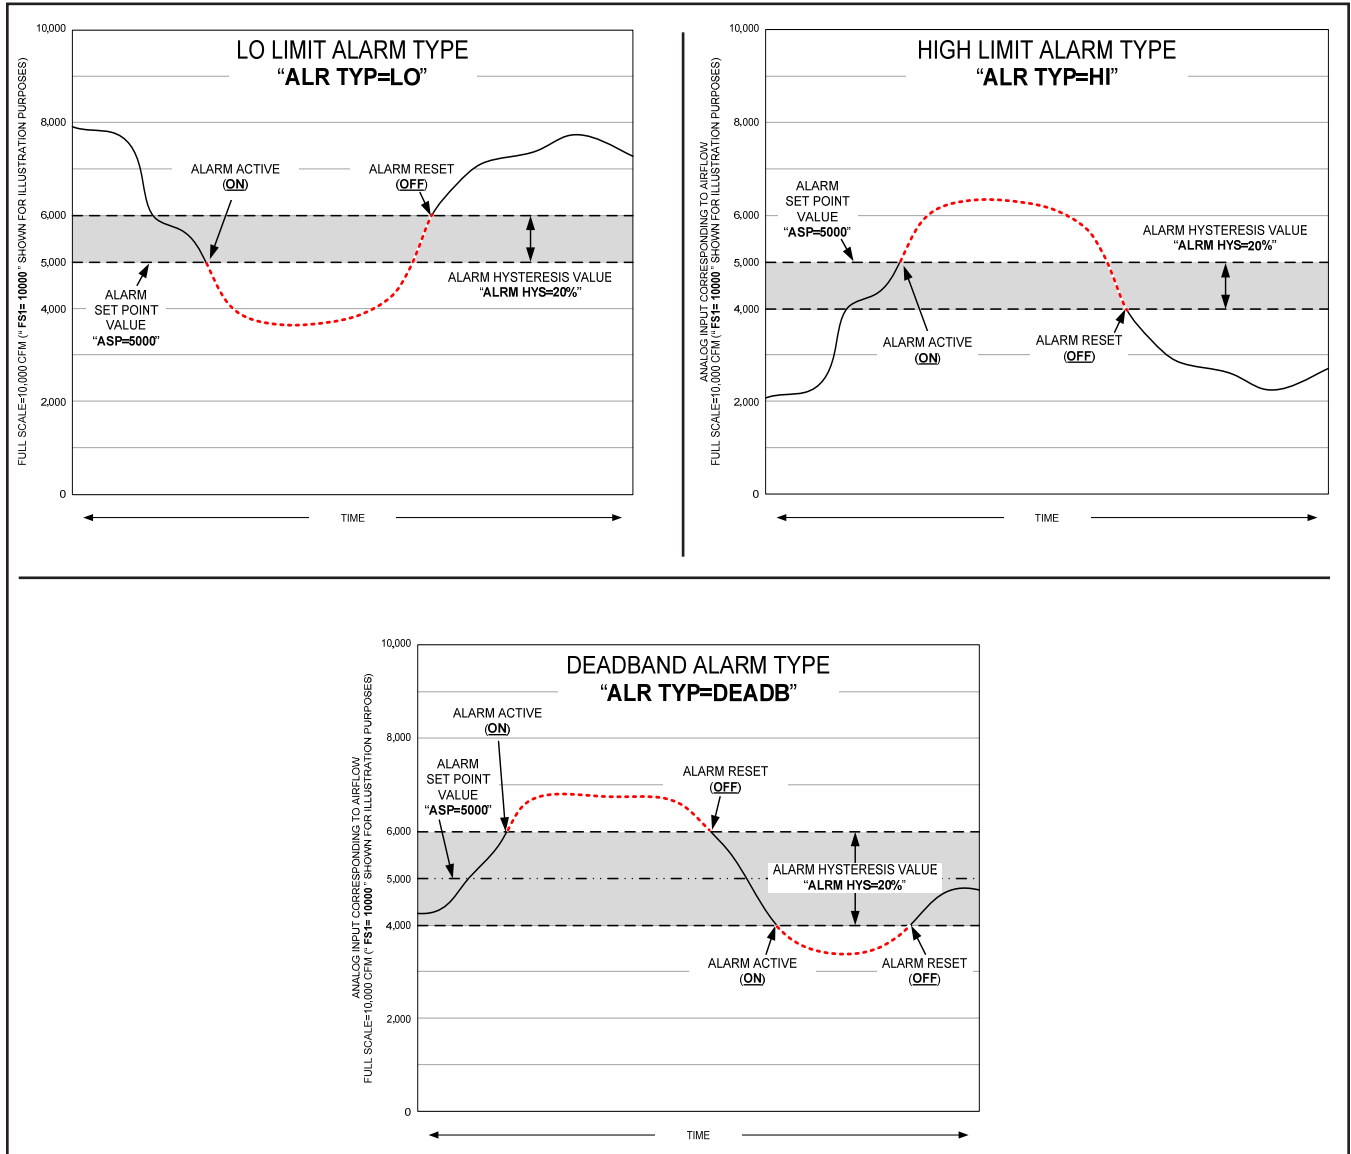 LO LIMIT ALARM TYPE
“ALR TYP=LO”
FULL SCALE=10,000 CFM (“ FS1= 10000” SHOWN FOR ILLUSTRATION PURPOSES)
10,000
8,000
6,000
5,000
4,000
2,000
0
ALARM ACTIVE
(ON)
ALARM RESET
(OFF)
ALARM
SET POINT
VALUE
“ASP=5000”
ALARM HYSTERESIS VALUE
“ALRM HYS=20%”
TIME
HIGH LIMIT ALARM TYPE
“ALR TYP=HI”
ANALOG INPUT CORRESPONDING TO AIRFLOW
FULL SCALE=10,000 CFM (“ FS1= 10000” SHOWN FOR ILLUSTRATION PURPOSES)
10,000
8,000
6,000
5,000
4,000
2,000
0
ALARM
SET POINT
VALUE
“ASP=5000”
ALARM HYSTERESIS VALUE
“ALRM HYS=20%”
ALARM ACTIVE
(ON)
ALARM RESET
(OFF)
TIME
DEADBAND ALARM TYPE
“ALR TYP=DEADB”
ANALOG INPUT CORRESPONDING TO AIRFLOW
FULL SCALE=10,000 CFM (“ FS1= 10000” SHOWN FOR ILLUSTRATION PURPOSES)
10,000
8,000
6,000
5,000
4,000
2,000
0
ALARM ACTIVE
(ON)
ALARM
SET POINT
VALUE
“ASP=5000”
ALARM RESET
(OFF)
ALARM HYSTERESIS VALUE
“ALRM HYS=20%”
ALARM ACTIVE
(ON)
ALARM RESET
(OFF)
TIME